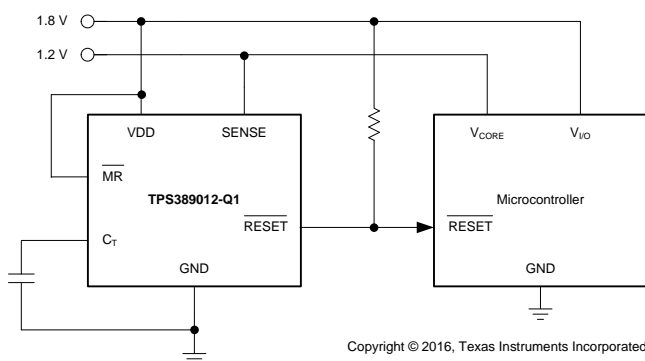 1.8 V
1.2 V
VDD
SENSE
V_CORE
V_I/O
MR
TPS389012-Q1
Microcontroller
RESET
RESET
C_T
GND
GND
Copyright © 2016, Texas Instruments Incorporated